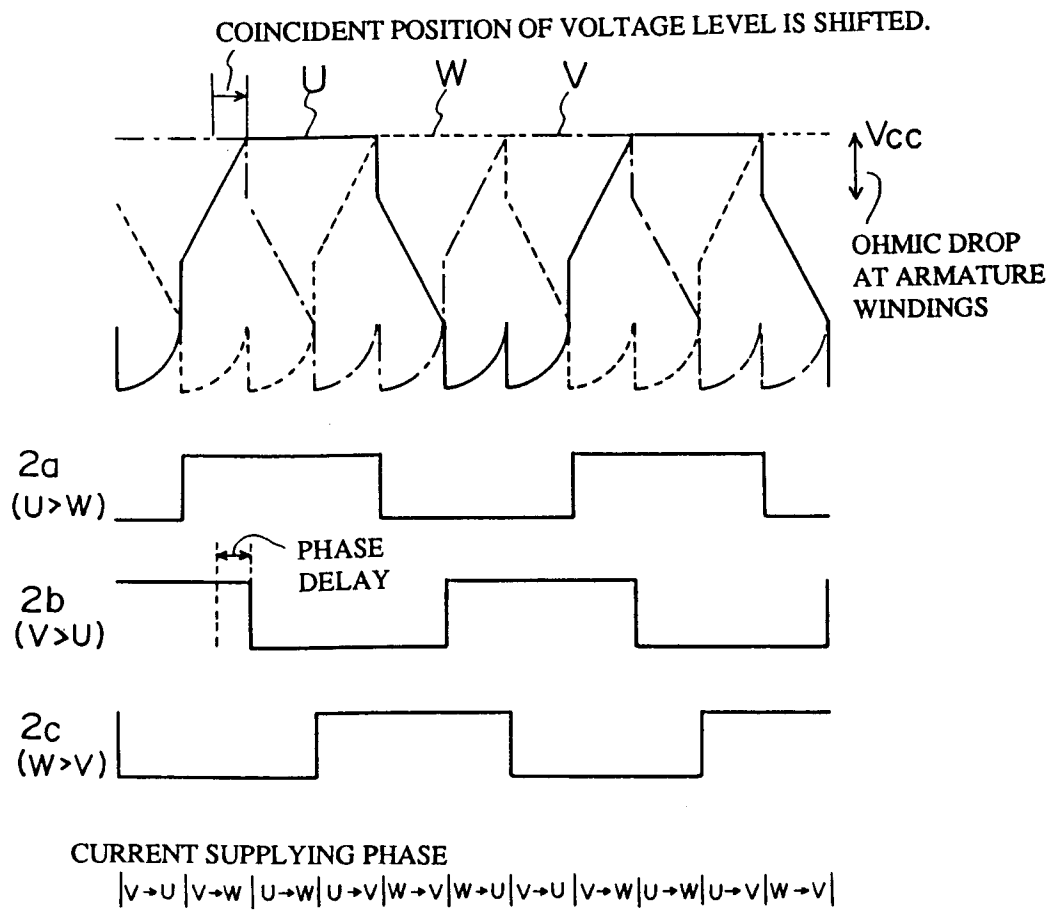 COINCIDENT POSITION OF VOLTAGE LEVEL IS SHIFTED.
U W V
Vcc
OHMIC DROP
AT ARMATURE
WINDINGS
2a
(U>W)
PHASE
DELAY
2b
(V>U)
2c
(W>V)
CURRENT SUPPLYING PHASE
|V→U|V→W|U→W|U→V|W→V|W→U|V→U|V→W|U→W|U→V|W→V|